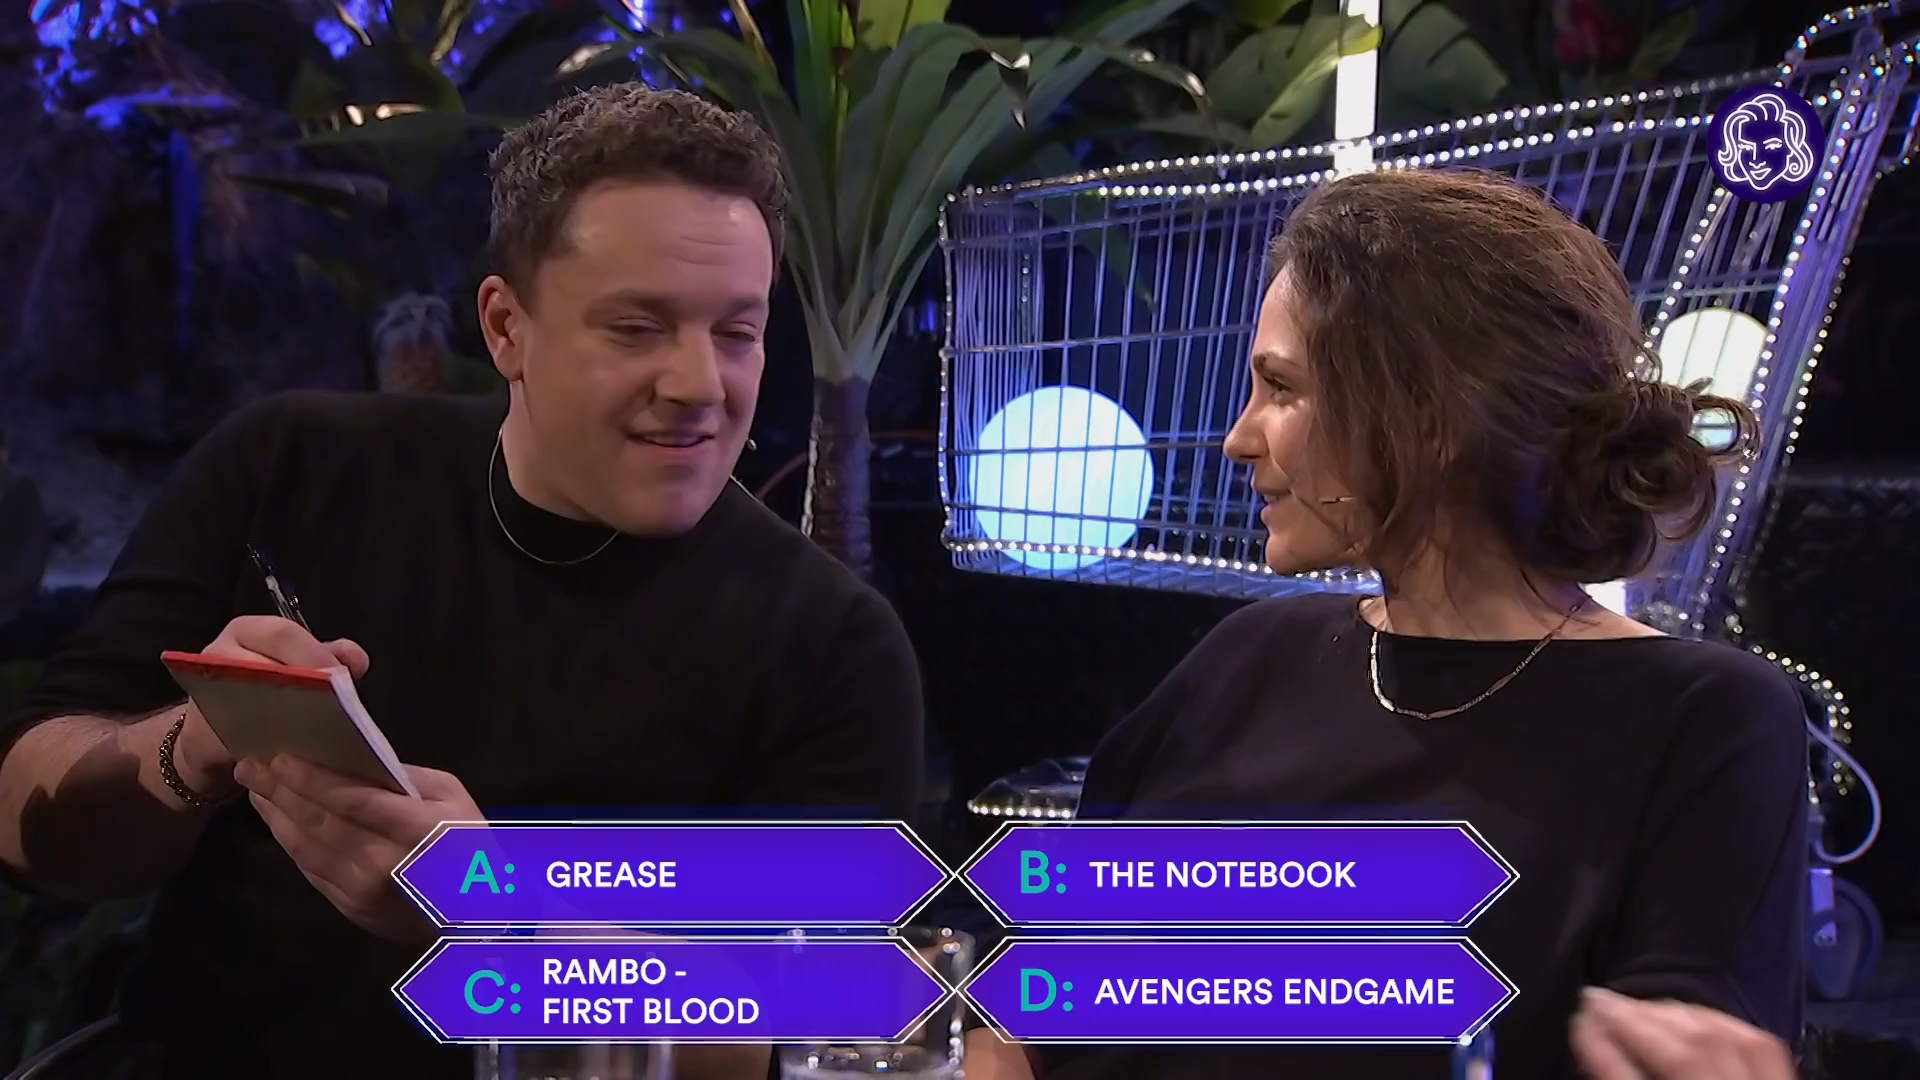 A: GREASE
B: THE NOTEBOOK
C: RAMBO -
FIRST BLOOD
D: AVENGERS ENDGAME